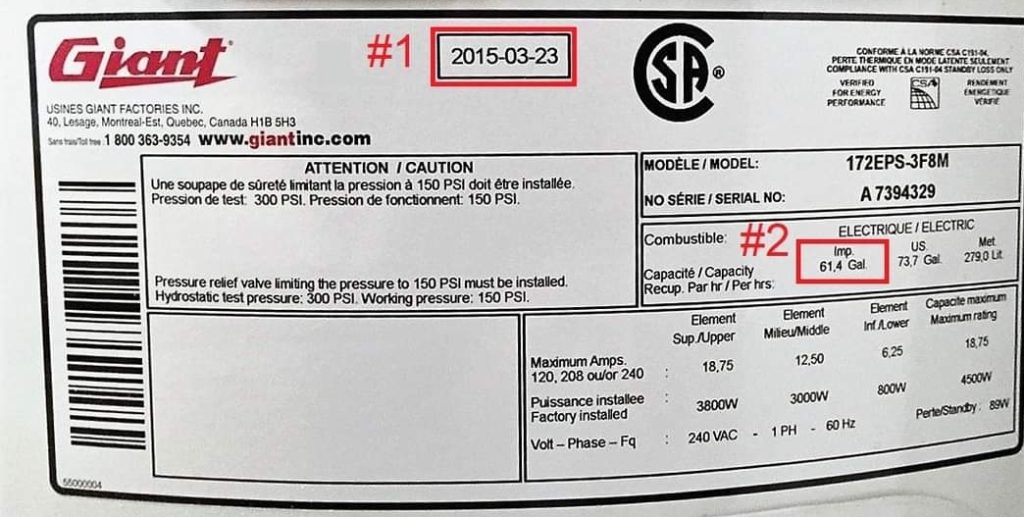 Giant
#1 2015-03-23
CSA®
CONFORME À LA NORME CSA C191-04.
PERTE THERMIQUE EN MODE LATENTE SEULEMENT
COMPLIANCE WITH CSA C191-04 STANDBY LOSS ONLY
VERIFIED
FOR ENERGY
PERFORMANCE
CSA
RENDEMENT
ÉNERGÉTIQUE
VÉRIFIÉ
USINES GIANT FACTORIES INC.
40, Lesage, Montreal-Est, Quebec, Canada H1B 5H3
Sans frais/Toll free 1 800 363-9354 www.giantinc.com
ATTENTION / CAUTION
Une soupape de sûreté limitant la pression à 150 PSI doit être installée.
Pression de test: 300 PSI. Pression de fonctionnent: 150 PSI.
Pressure relief valve limiting the pressure to 150 PSI must be installed.
Hydrostatic test pressure: 300 PSI. Working pressure: 150 PSI.
MODÈLE / MODEL: 172EPS-3F8M
NO SÉRIE / SERIAL NO: A 7394329
Combustible: ELECTRIQUE / ELECTRIC
#2 Imp. US. Met.
Capacité / Capacity 61,4 Gal. 73,7 Gal. 279,0 Lit.
Recup. Par hr / Per hrs:
Element Element Element Capacite maximum
Sup./Upper Milieu/Middle Inf./Lower Maximum rating
Maximum Amps.
120, 208 ou/or 240 : 18,75 12,50 6,25 18,75
Puissance installee
Factory installed : 3800W 3000W 800W 4500W
Volt – Phase – Fq : 240 VAC - 1 PH - 60 Hz Perte/Standby : 89W
55000004